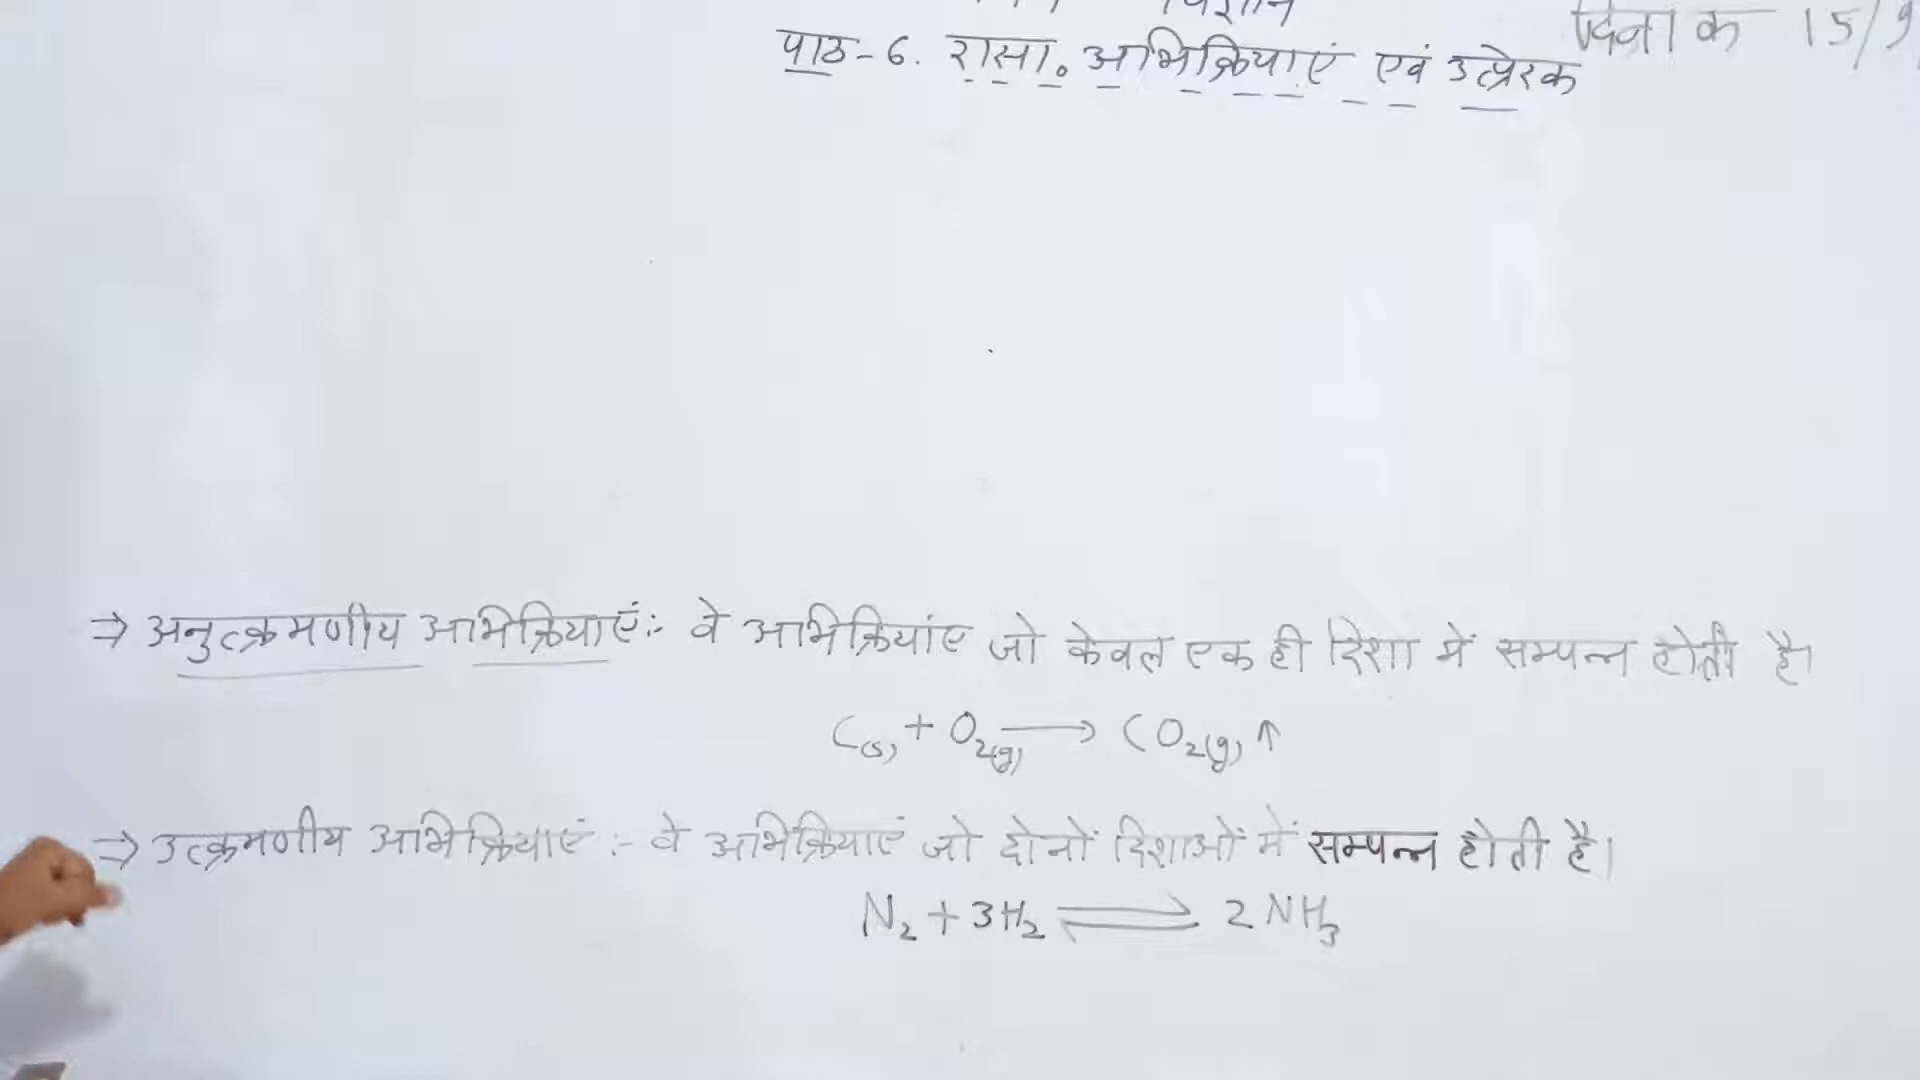 दिनांक 15/9
पाठ-6. रासा. अभिक्रियाएं एवं उत्प्रेरक
⇒ अनुत्क्रमणीय अभिक्रियाएं:- वे अभिक्रियांए जो केवल एक ही दिशा में सम्पन्न होती है।
C(s) + O₂(g) ⟶ CO₂(g) ↑
⇒ उत्क्रमणीय अभिक्रियाएं :- वे अभिक्रियाएं जो दोनों दिशाओं में सम्पन्न होती है।
N₂ + 3H₂ ⇌ 2NH₃